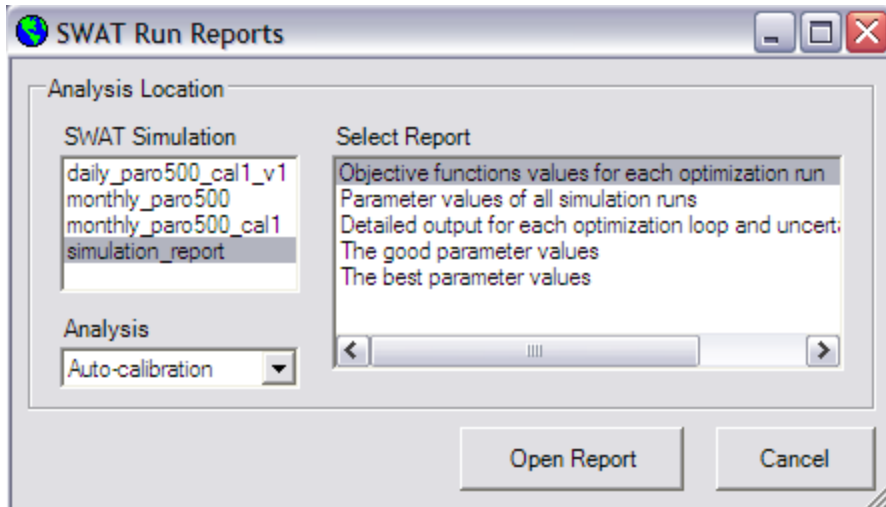 SWAT Run Reports
Analysis Location
SWAT Simulation
daily_paro500_cal1_v1
monthly_paro500
monthly_paro500_cal1
simulation_report
Analysis
Auto-calibration
Select Report
Objective functions values for each optimization run
Parameter values of all simulation runs
Detailed output for each optimization loop and uncerta
The good parameter values
The best parameter values
Open Report
Cancel